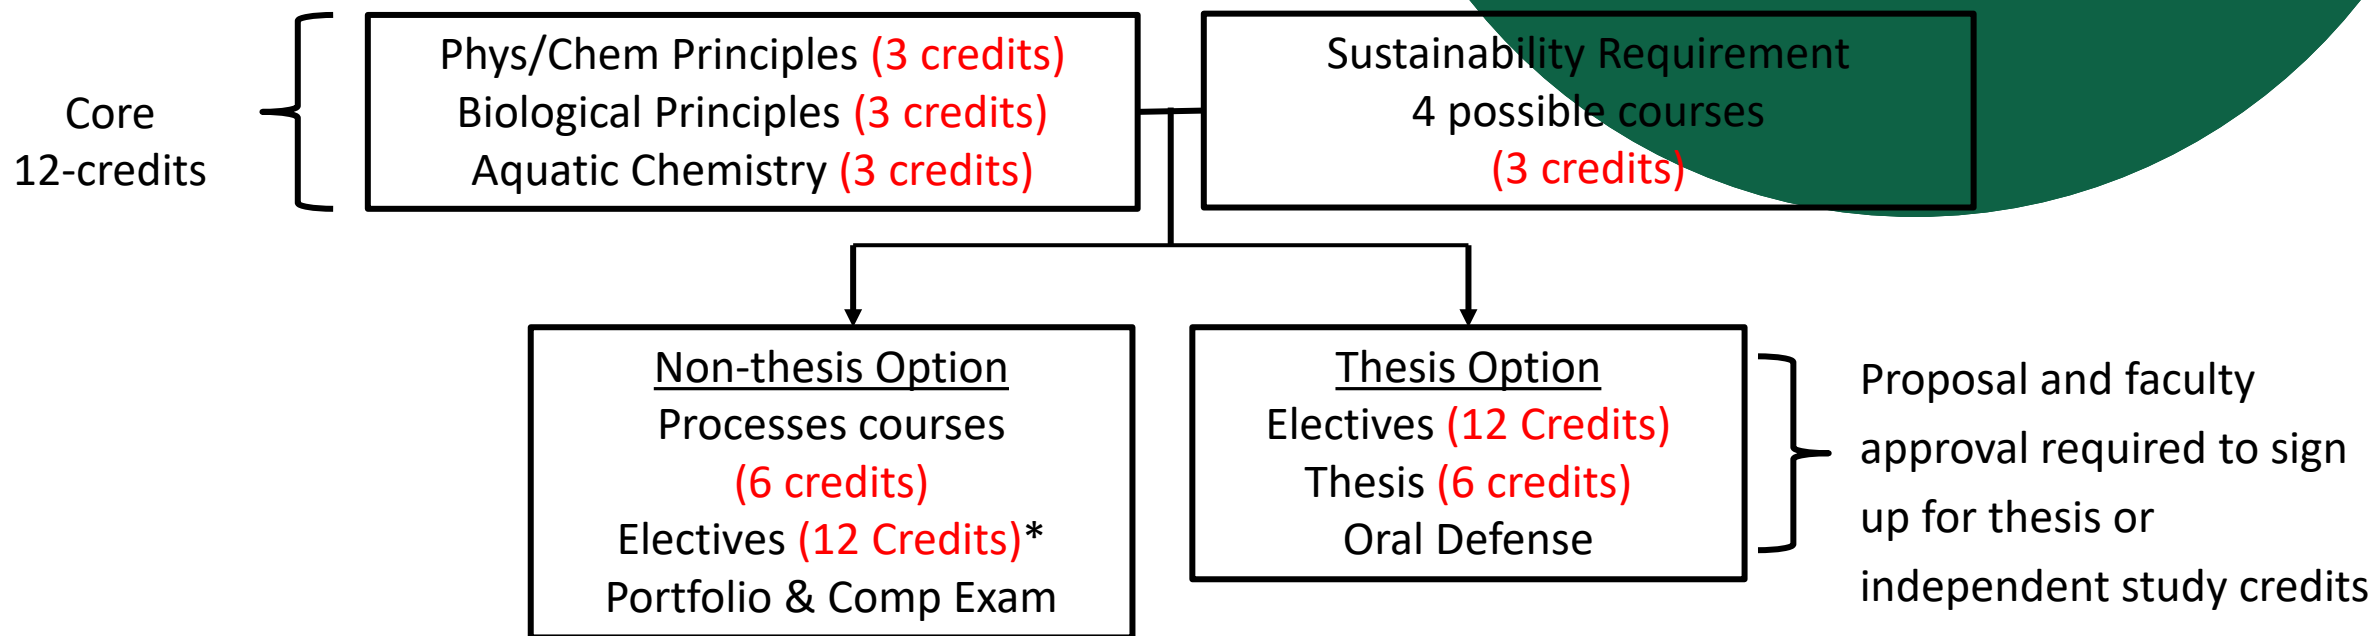 Core
12-credits
Phys/Chem Principles (3 credits)
Biological Principles (3 credits)
Aquatic Chemistry (3 credits)
Sustainability Requirement
4 possible courses
(3 credits)
Non-thesis Option
Processes courses
(6 credits)
Electives (12 Credits)*
Portfolio & Comp Exam
Thesis Option
Electives (12 Credits)
Thesis (6 credits)
Oral Defense
Proposal and faculty
approval required to sign
up for thesis or
independent study credits